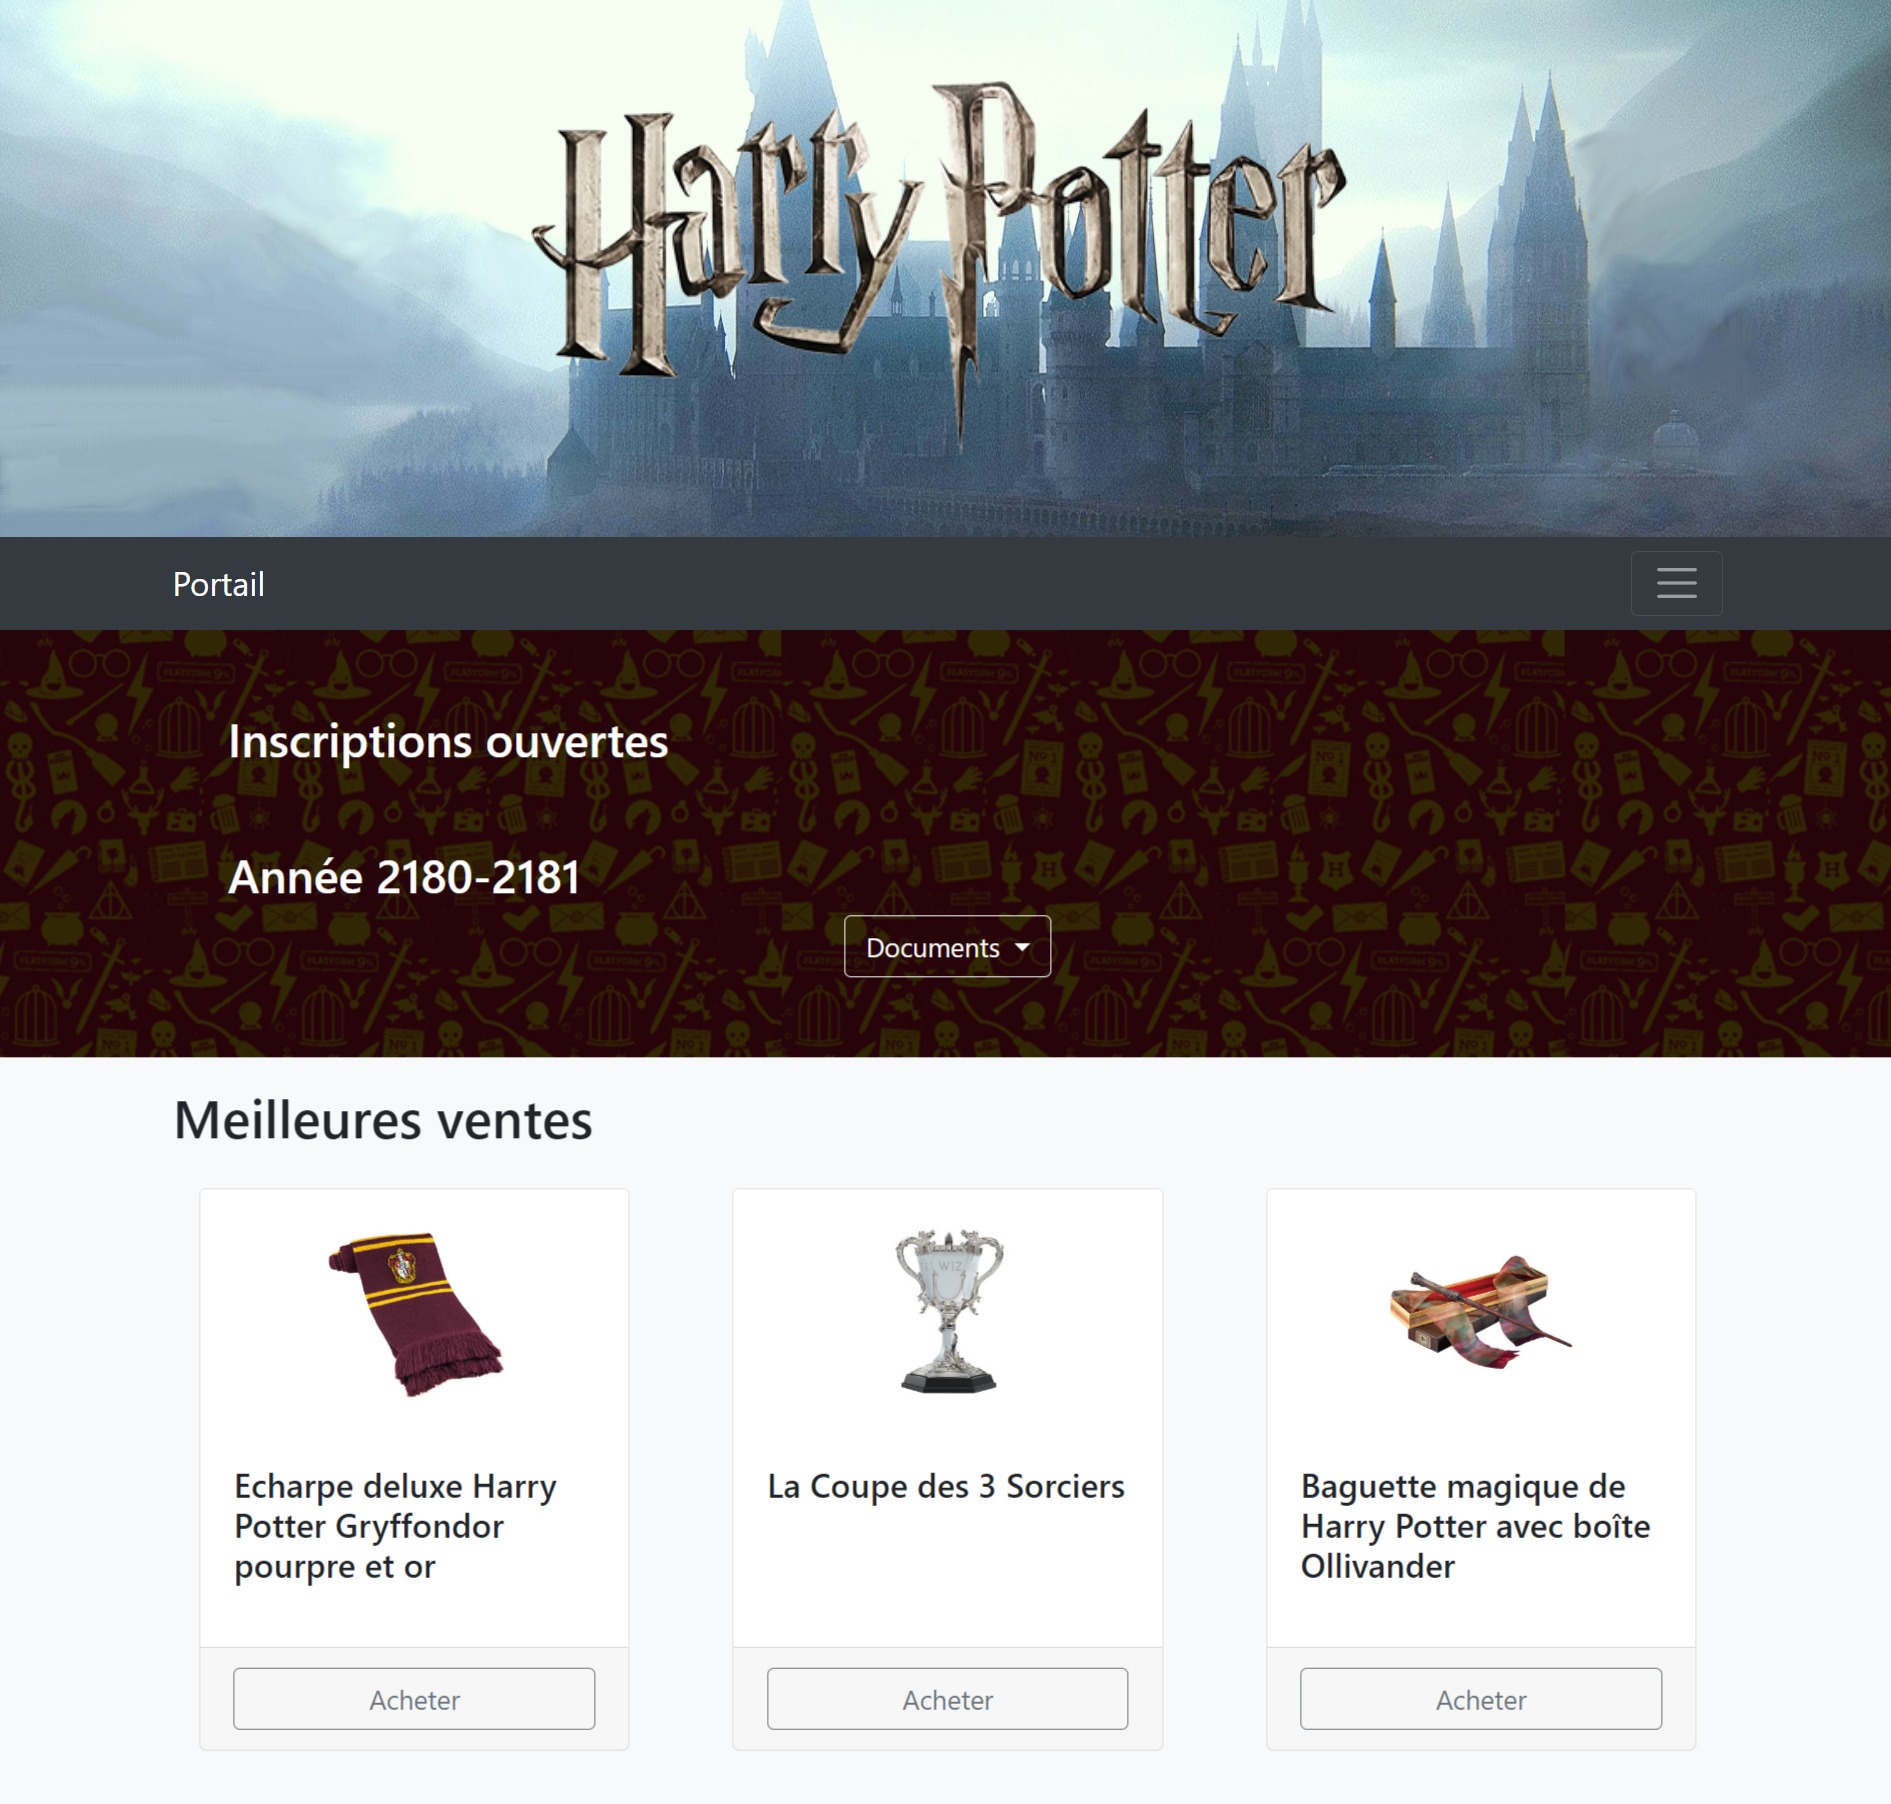 Harry Potter
Portail
Inscriptions ouvertes
Année 2180-2181
Documents
Meilleures ventes
WIZ
Echarpe deluxe Harry
Potter Gryffondor
pourpre et or
La Coupe des 3 Sorciers
Baguette magique de
Harry Potter avec boîte
Ollivander
Acheter
Acheter
Acheter